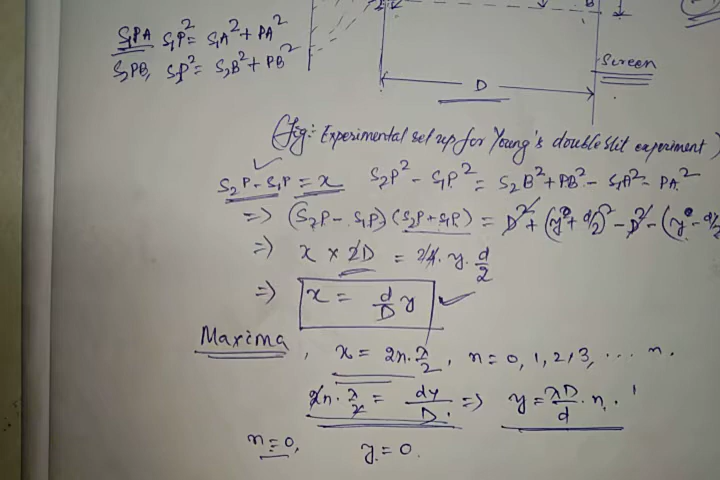 S₁PA S₁P² = S₁A² + PA²
S₂PB, S₂P² = S₂B² + PB²
2 B
Screen
D
(Fig:- Experimental set up for Young's double slit experiment)
S₂P - S₁P = x S₂P² - S₁P² = S₂B² + PB² - S₁A² - PA²
=> (S₂P - S₁P) (S₂P + S₁P) = D² + (y + d/2)² - D² - (y - d/2
=> x × 2D = 2/4 · y · d/2
=> x = d/D y
Maxima, x = 2n · λ/2, n = 0, 1, 2, 3, ... n.
2n · λ/2 = dy/D. => y = λD/d · n.
n = 0, y = 0.